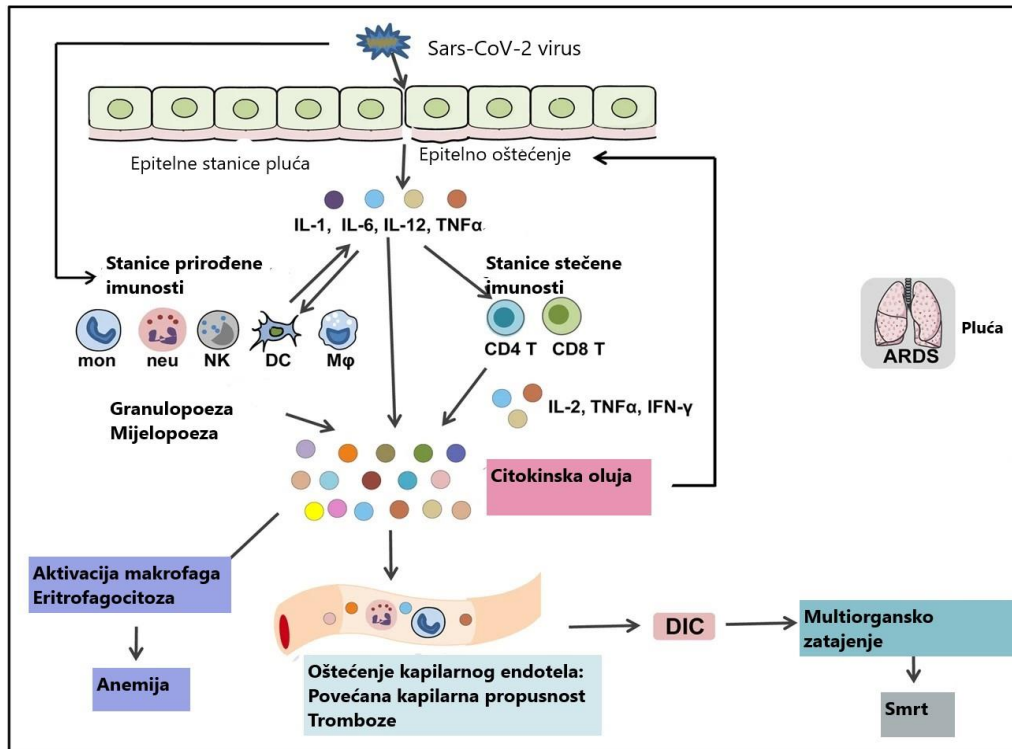 Sars-CoV-2 virus
Epitelne stanice pluća
Epitelno oštećenje
IL-1, IL-6, IL-12, TNFα
Stanice prirođene
imunosti
Stanice stečene
imunosti
mon neu NK DC Mφ
CD4 T CD8 T
Pluća
ARDS
Granulopoeza
Mijelopoeza
IL-2, TNFα, IFN-γ
Citokinska oluja
Aktivacija makrofaga
Eritrofagocitoza
Anemija
Oštećenje kapilarnog endotela:
Povećana kapilarna propusnost
Tromboze
DIC
Multiorgansko
zatajenje
Smrt